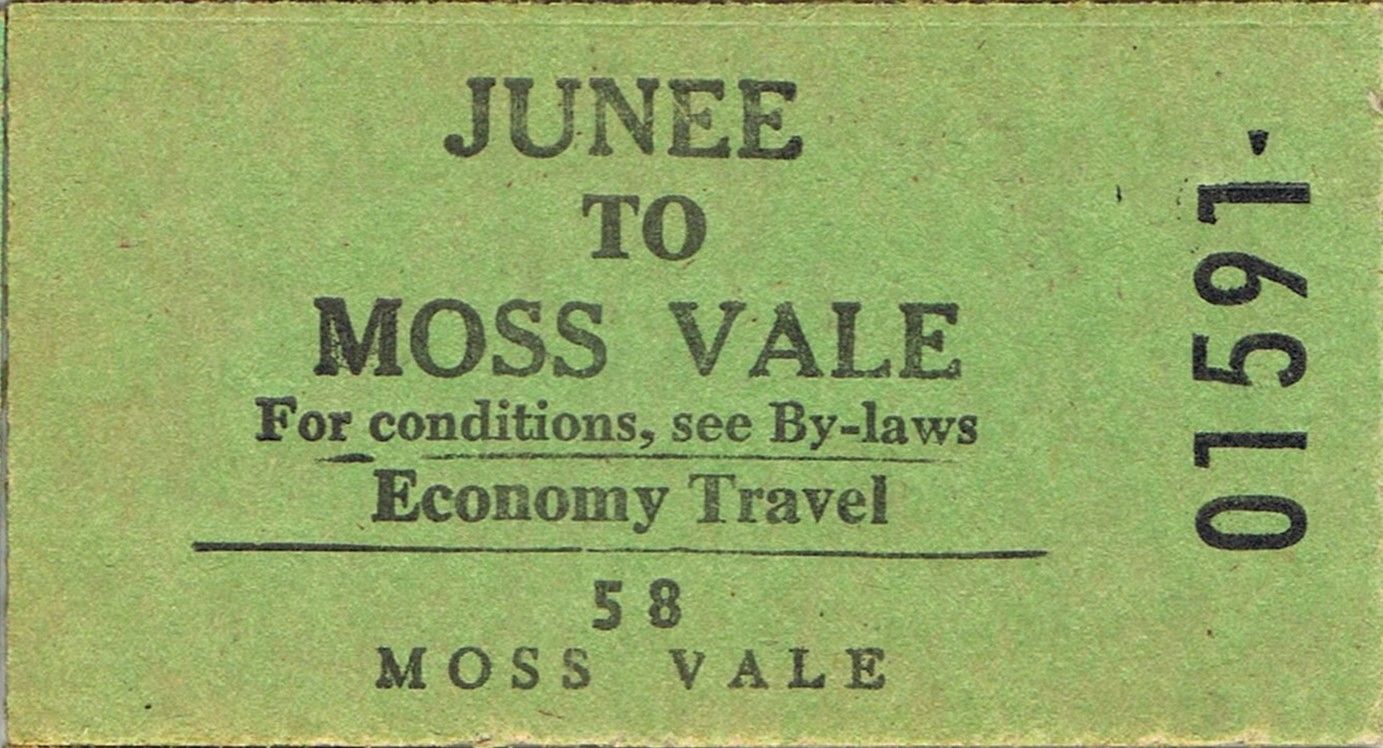 JUNEE
TO
MOSS VALE
For conditions, see By-laws
Economy Travel
58
MOSS VALE
01591